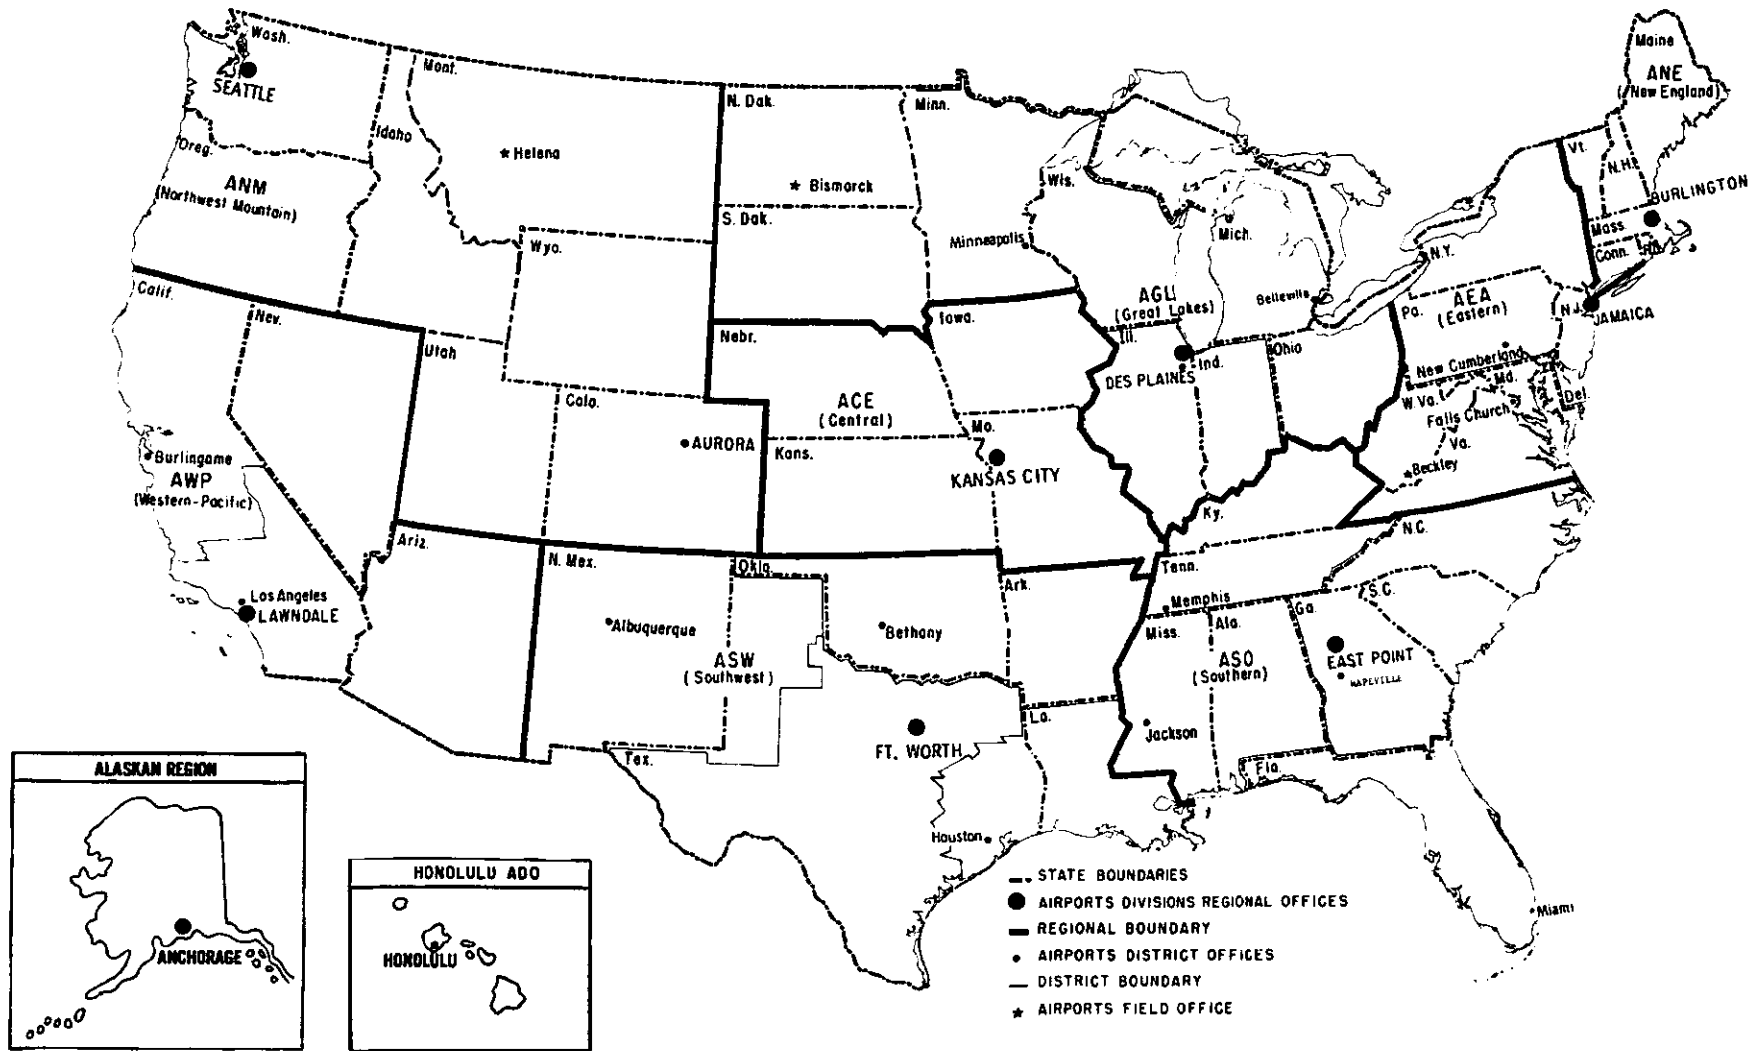 Wash.
SEATTLE
Mont.
Idaho
Helena
Oreg.
ANM
(Northwest Mountain)
N. Dak.
Bismarck
S. Dak.
Minn.
Minneapolis
Wis.
Mich.
Belleville
AGL
(Great Lakes)
Maine
ANE
(New England)
Vt.
N.H.
BURLINGTON
Mass.
Conn.
R.I.
N.Y.
AEA
(Eastern)
Pa.
N.J.
JAMAICA
New Cumberland
Md.
Del.
W. Va.
Falls Church
Va.
Beckley
Wyo.
Calif.
Nev.
Utah
Colo.
AURORA
Burlingame
AWP
(Western-Pacific)
Los Angeles
LAWNDALE
Ariz.
Nebr.
Iowa.
ACE
(Central)
Kans.
Mo.
KANSAS CITY
Ill.
DES PLAINES
Ind.
Ohio
Ky.
N. Mex.
Albuquerque
Okla.
Bethany
ASW
(Southwest)
Ark.
Tex.
FT. WORTH
La.
Houston
Tenn.
Memphis
N.C.
S.C.
Miss.
Ala.
Ga.
ASO
(Southern)
EAST POINT
HAPEVILLE
Jackson
Fla.
Miami
ALASKAN REGION
ANCHORAGE
HONOLULU ADO
HONOLULU
STATE BOUNDARIES
AIRPORTS DIVISIONS REGIONAL OFFICES
REGIONAL BOUNDARY
AIRPORTS DISTRICT OFFICES
DISTRICT BOUNDARY
AIRPORTS FIELD OFFICE